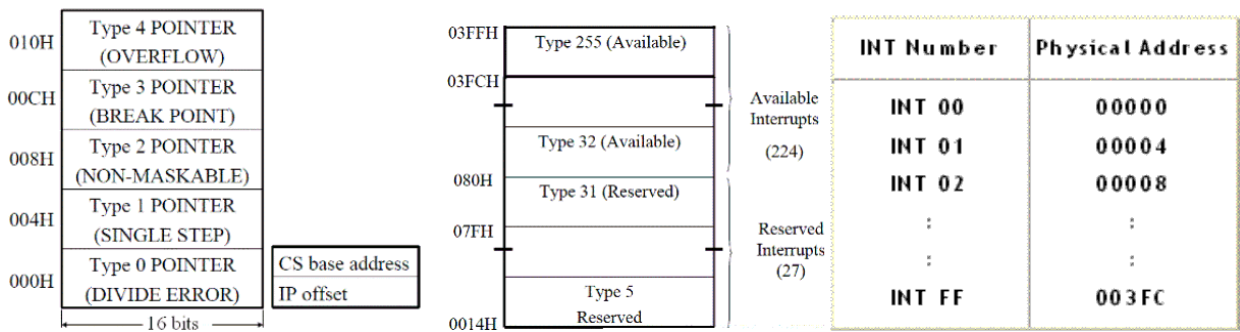 010H
Type 4 POINTER
(OVERFLOW)
00CH
Type 3 POINTER
(BREAK POINT)
008H
Type 2 POINTER
(NON-MASKABLE)
004H
Type 1 POINTER
(SINGLE STEP)
000H
Type 0 POINTER
(DIVIDE ERROR)
CS base address
IP offset
16 bits
03FFH
Type 255 (Available)
03FCH
Type 32 (Available)
080H
Type 31 (Reserved)
07FH
Type 5
Reserved
0014H
Available
Interrupts
(224)
Reserved
Interrupts
(27)
INT Number Physical Address
INT 00 00000
INT 01 00004
INT 02 00008
: :
: :
INT FF 003FC